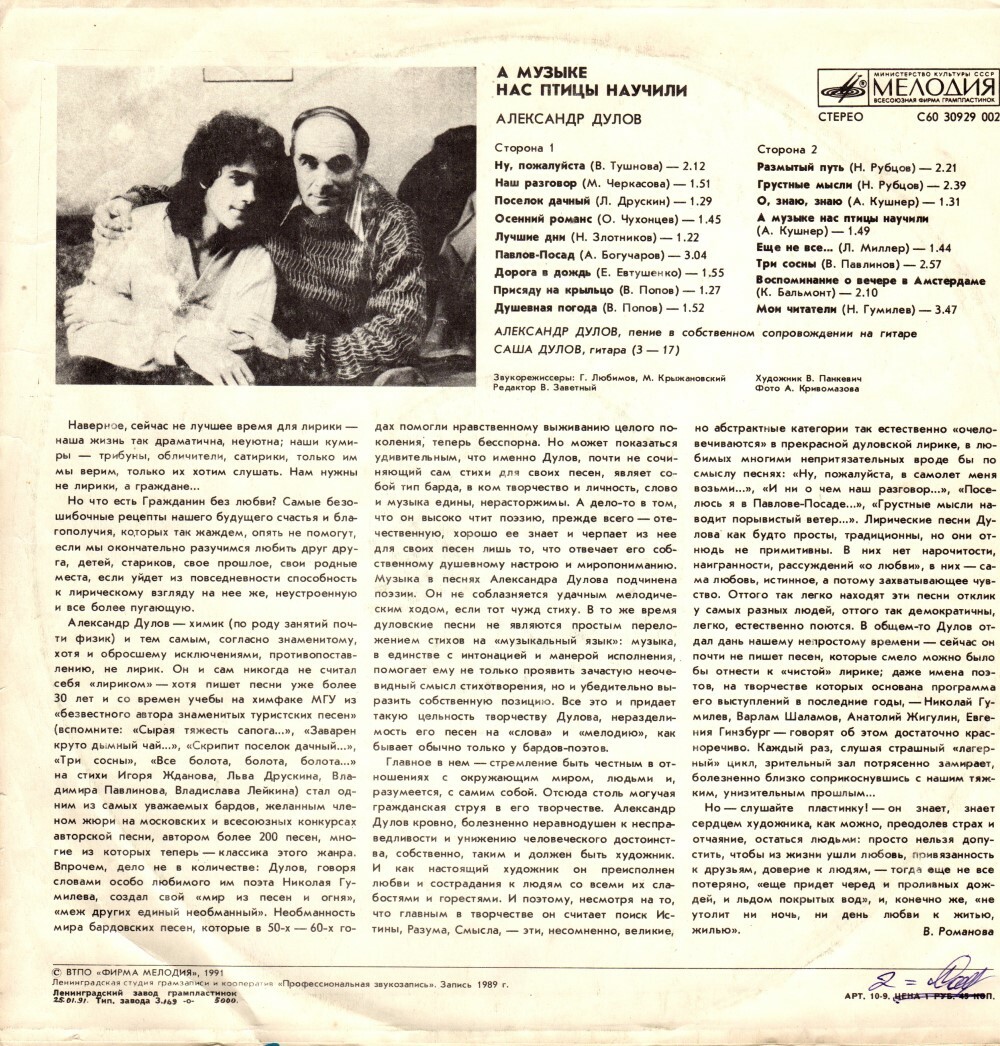 А МУЗЫКЕ
НАС ПТИЦЫ НАУЧИЛИ
АЛЕКСАНДР ДУЛОВ
МИНИСТЕРСТВО КУЛЬТУРЫ СССР
МЕЛОДИЯ
ВСЕСОЮЗНАЯ ФИРМА ГРАМПЛАСТИНОК
СТЕРЕО С60 30929 002
Сторона 1
Ну, пожалуйста (В. Тушнова) — 2.12
Наш разговор (М. Черкасова) — 1.51
Поселок дачный (Л. Друскин) — 1.29
Осенний романс (О. Чухонцев) — 1.45
Лучшие дни (Н. Злотников) — 1.22
Павлов-Посад (А. Богучаров) — 3.04
Дорога в дождь (Е. Евтушенко) — 1.55
Присяду на крыльцо (В. Попов) — 1.27
Душевная погода (В. Попов) — 1.52
Сторона 2
Размытый путь (Н. Рубцов) — 2.21
Грустные мысли (Н. Рубцов) — 2.39
О, знаю, знаю (А. Кушнер) — 1.31
А музыке нас птицы научили
(А. Кушнер) — 1.49
Еще не все... (Л. Миллер) — 1.44
Три сосны (В. Павлинов) — 2.57
Воспоминание о вечере в Амстердаме
(К. Бальмонт) — 2.10
Мои читатели (Н. Гумилев) — 3.47
АЛЕКСАНДР ДУЛОВ, пение в собственном сопровождении на гитаре
САША ДУЛОВ, гитара (3 — 17)
Звукорежиссеры: Г. Любимов, М. Крыжановский
Редактор В. Заветный
Художник В. Панкевич
Фото А. Кривомазова
Наверное, сейчас не лучшее время для лирики —
наша жизнь так драматична, неуютна; наши куми-
ры — трибуны, обличители, сатирики, только им
мы верим, только их хотим слушать. Нам нужны
не лирики, а граждане...
Но что есть Гражданин без любви? Самые безо-
шибочные рецепты нашего будущего счастья и бла-
гополучия, которых так жаждем, опять не помогут,
если мы окончательно разучимся любить друг дру-
га, детей, стариков, свое прошлое, свои родные
места, если уйдет из повседневности способность
к лирическому взгляду на нее же, неустроенную
и все более пугающую.
Александр Дулов — химик (по роду занятий поч-
ти физик) и тем самым, согласно знаменитому,
хотя и обросшему исключениями, противопостав-
лению, не лирик. Он и сам никогда не считал
себя «лириком» — хотя пишет песни уже более
30 лет и со времен учебы на химфаке МГУ из
«безвестного автора знаменитых туристских песен»
(вспомните: «Сырая тяжесть сапога...», «Заварен
круто дымный чай...», «Скрипит поселок дачный...»,
«Три сосны», «Все болота, болота, болота...»
на стихи Игоря Жданова, Льва Друскина, Вла-
димира Павлинова, Владислава Лейкина) стал од-
ним из самых уважаемых бардов, желанным чле-
ном жюри на московских и всесоюзных конкурсах
авторской песни, автором более 200 песен, мно-
гие из которых теперь — классика этого жанра.
Впрочем, дело не в количестве: Дулов, говоря
словами особо любимого им поэта Николая Гу-
милева, создал свой «мир из песен и огня»,
«меж других единый необманный». Необманность
мира бардовских песен, которые в 50-х — 60-х го-
дах помогли нравственному выживанию целого по-
коления, теперь бесспорна. Но может показаться
удивительным, что именно Дулов, почти не сочи-
няющий сам стихи для своих песен, являет со-
бой тип барда, в ком творчество и личность, слово
и музыка едины, нерасторжимы. А дело-то в том,
что он высоко чтит поэзию, прежде всего — оте-
чественную, хорошо ее знает и черпает из нее
для своих песен лишь то, что отвечает его соб-
ственному душевному настрою и миропониманию.
Музыка в песнях Александра Дулова подчинена
поэзии. Он не соблазняется удачным мелодиче-
ским ходом, если тот чужд стиху. В то же время
дуловские песни не являются простым перело-
жением стихов на «музыкальный язык»: музыка,
в единстве с интонацией и манерой исполнения,
помогает ему не только проявить зачастую неоче-
видный смысл стихотворения, но и убедительно вы-
разить собственную позицию. Все это и придает
такую цельность творчеству Дулова, неразрели-
мость его песен на «слова» и «мелодию», как
бывает обычно только у бардов-поэтов.
Главное в нем — стремление быть честным в от-
ношениях с окружающим миром, людьми и,
разумеется, с самим собой. Отсюда столь могучая
гражданская струя в его творчестве. Александр
Дулов кровно, болезненно неравнодушен к неспра-
ведливости и унижению человеческого достоинст-
ва, собственно, таким и должен быть художник.
И как настоящий художник он преисполнен
любви и сострадания к людям со всеми их сла-
бостями и горестями. И поэтому, несмотря на то,
что главным в творчестве он считает поиск Ис-
тины, Разума, Смысла, — эти, несомненно, великие,
но абстрактные категории так естественно «очело-
вечиваются» в прекрасной дуловской лирике, в лю-
бимых многими непритязательных вроде бы по
смыслу песнях: «Ну, пожалуйста, в самолет меня
возьми...», «И ни о чем наш разговор...», «Посе-
люсь я в Павлове-Посаде...», «Грустные мысли на-
водит порывистый ветер...». Лирические песни Ду-
лова как будто просты, традиционны, но они от-
нюдь не примитивны. В них нет нарочитости,
наигранности, рассуждений «о любви», в них — са-
ма любовь, истинное, а потому захватывающее чув-
ство. Оттого так легко находят эти песни отклик
у самых разных людей, оттого так демократичны,
легко, естественно поются. В общем-то Дулов от-
дал дань нашему непростому времени — сейчас он
почти не пишет песен, которые смело можно было
бы отнести к «чистой» лирике; даже имена поэ-
тов, на творчестве которых основана программа
его выступлений в последние годы, — Николай Гу-
милев, Варлам Шаламов, Анатолий Жигулин, Евге-
ния Гинзбург — говорят об этом достаточно крас-
норечиво. Каждый раз, слушая страшный «лагер-
ный» цикл, зрительный зал потрясенно замирает,
болезненно близко соприкоснувшись с нашим тяж-
ким, унизительным прошлым...
Но — слушайте пластинку! — он знает, знает
сердцем художника, как можно, преодолев страх и
отчаяние, остаться людьми: просто нельзя допу-
стить, чтобы из жизни ушли любовь, привязанность
к друзьям, доверие к людям, — тогда еще не все
потеряно, «еще придет черед и проливных дож-
дей, и льдом покрытых вод», и, конечно же, «не
утолит ни ночь, ни день любви к житью,
жилью».
В. Романова
© ВТПО «ФИРМА МЕЛОДИЯ», 1991
Ленинградская студия грамзаписи и кооператив «Профессиональная звукозапись». Запись 1989 г.
Ленинградский завод грампластинок
25.01.91. Тип. завода З.169 -0- 5000.
2 =
АРТ. 10-9. ЦЕНА 1 РУБ. 45 КОП.